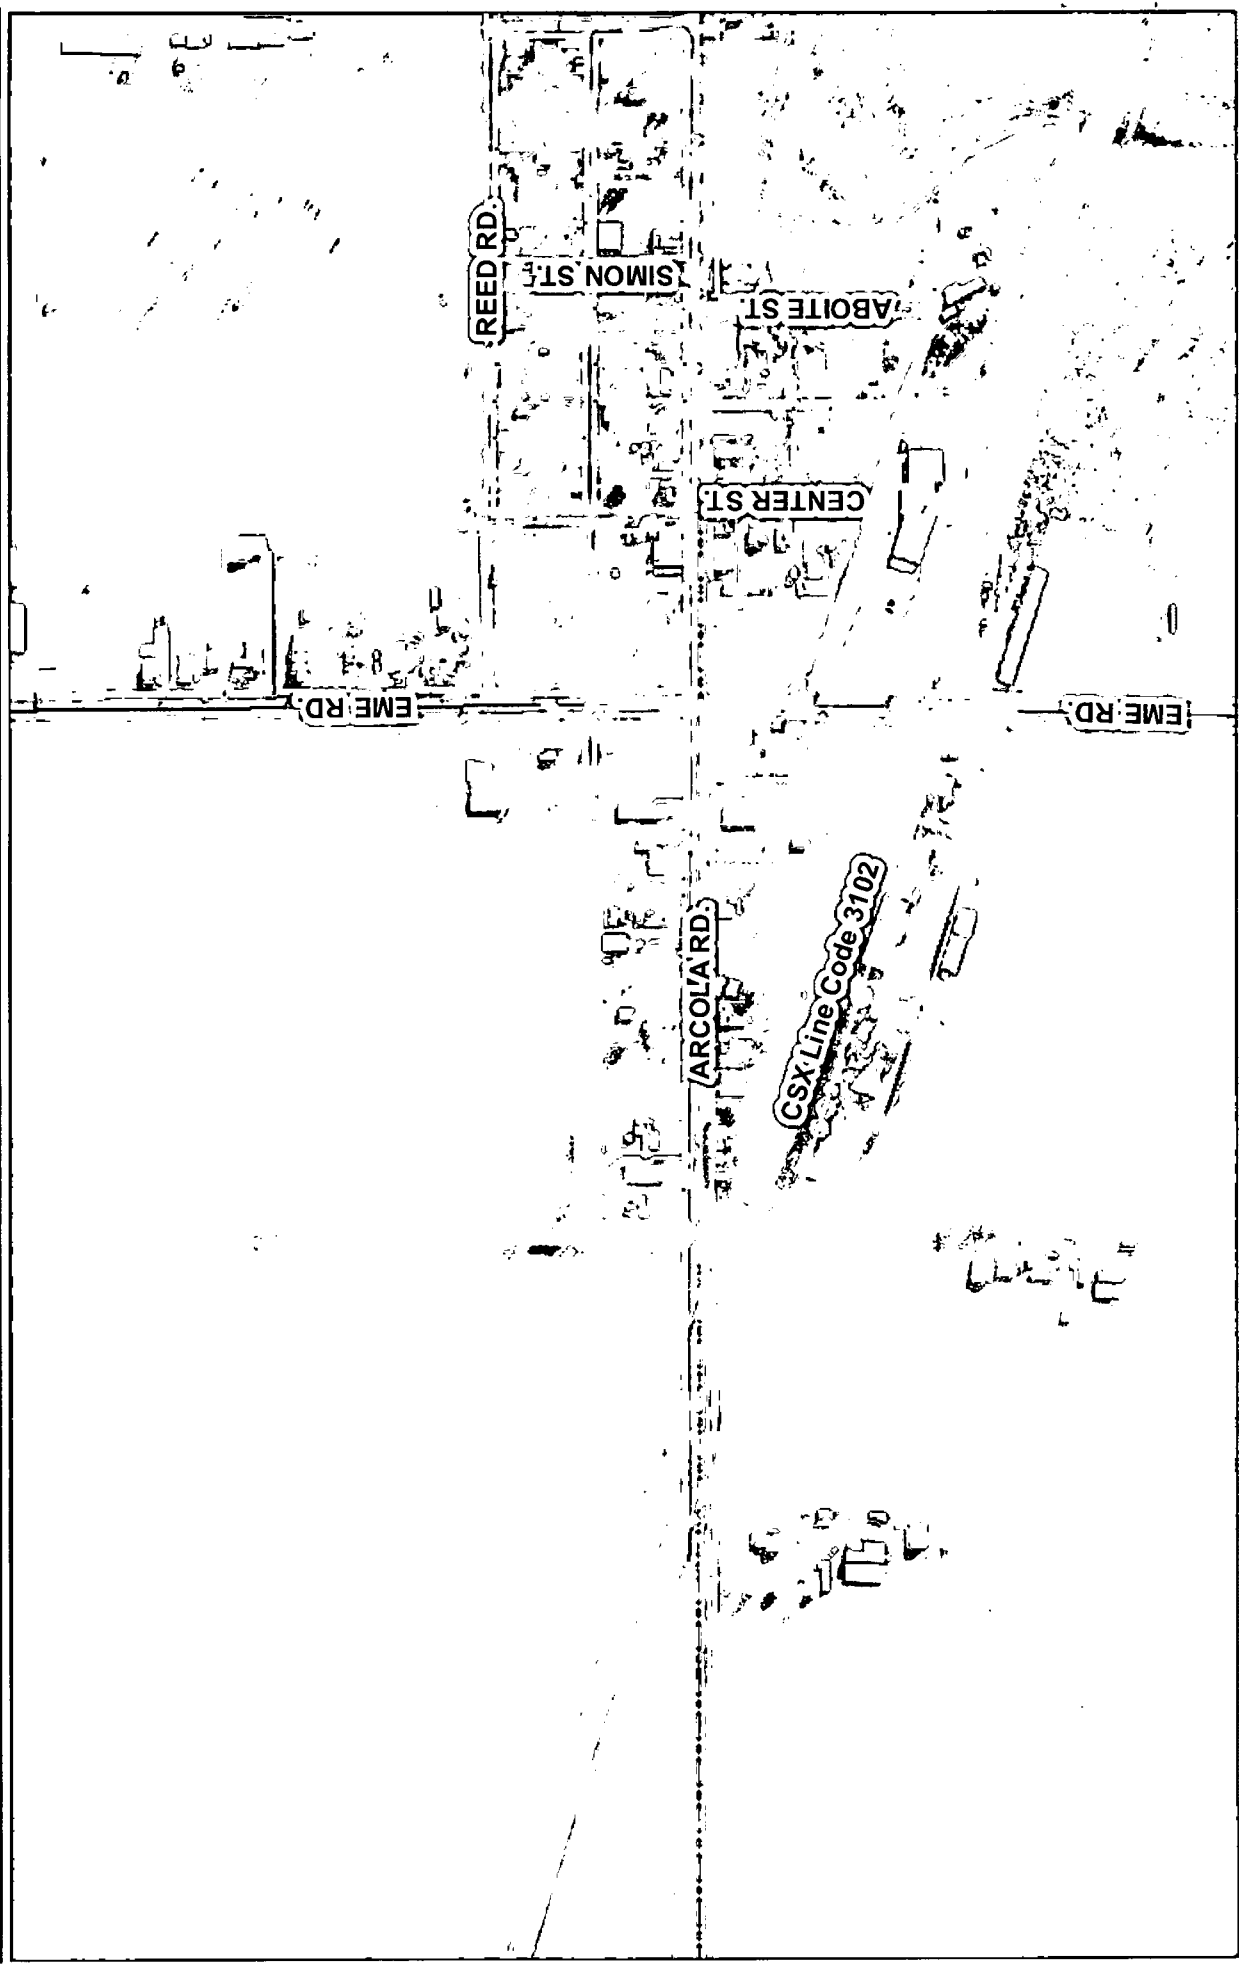 REED RD.
SIMON ST.
ABOITE ST.
CENTER ST.
EME RD.
EME RD.
ARCOLA RD.
CSX Line Code 3102